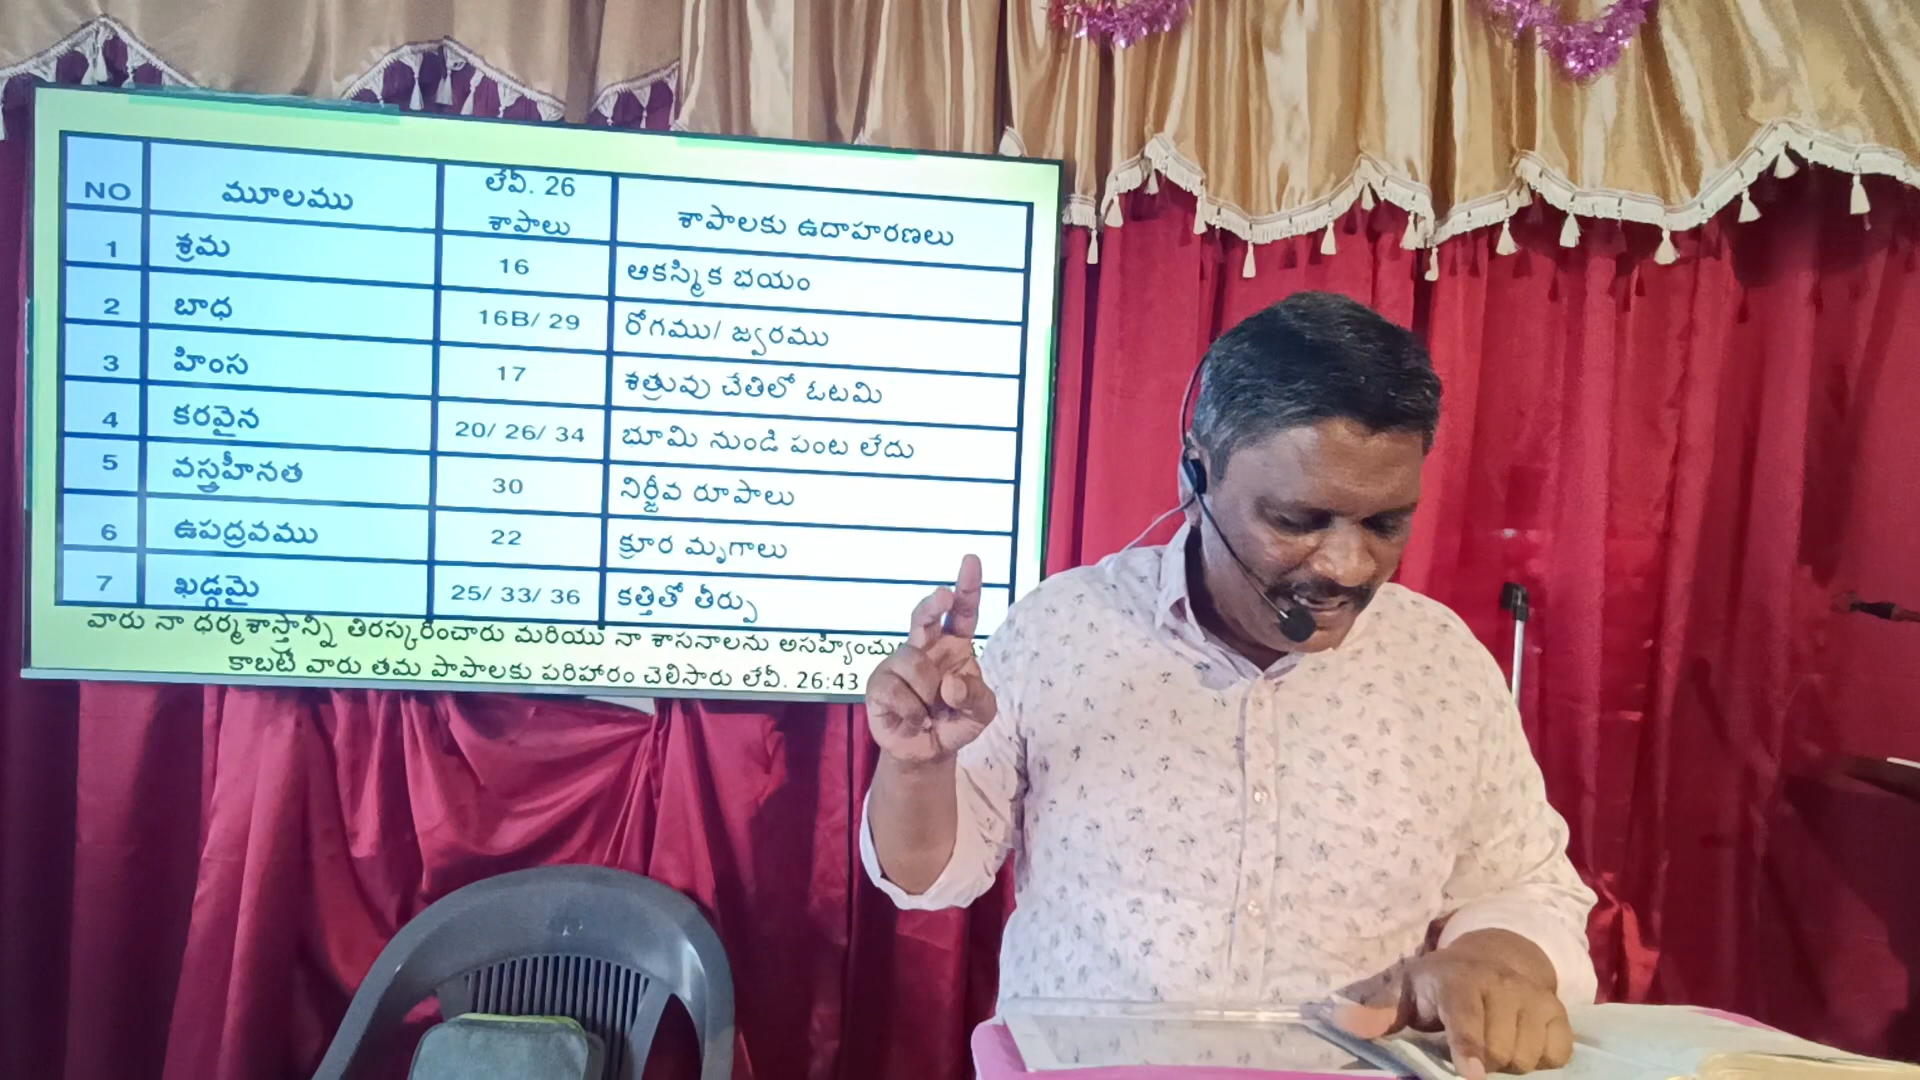 NO మూలము లేవీ. 26 శాపాలు శాపాలకు ఉదాహరణలు
1 శ్రమ 16 ఆకస్మిక భయం
2 బాధ 16B/ 29 రోగము/ జ్వరము
3 హింస 17 శత్రువు చేతిలో ఓటమి
4 కరవైన 20/ 26/ 34 భూమి నుండి పంట లేదు
5 వస్త్రహీనత 30 నిర్జీవ రూపాలు
6 ఉపద్రవము 22 క్రూర మృగాలు
7 ఖడ్గమై 25/ 33/ 36 కత్తితో తీర్పు
వారు నా ధర్మశాస్త్రాన్ని తిరస్కరించారు మరియు నా శాసనాలను
కాబట్టి వారు తమ పాపాలకు పరిహారం చెల్లిస్తారు లేవీ. 26:43